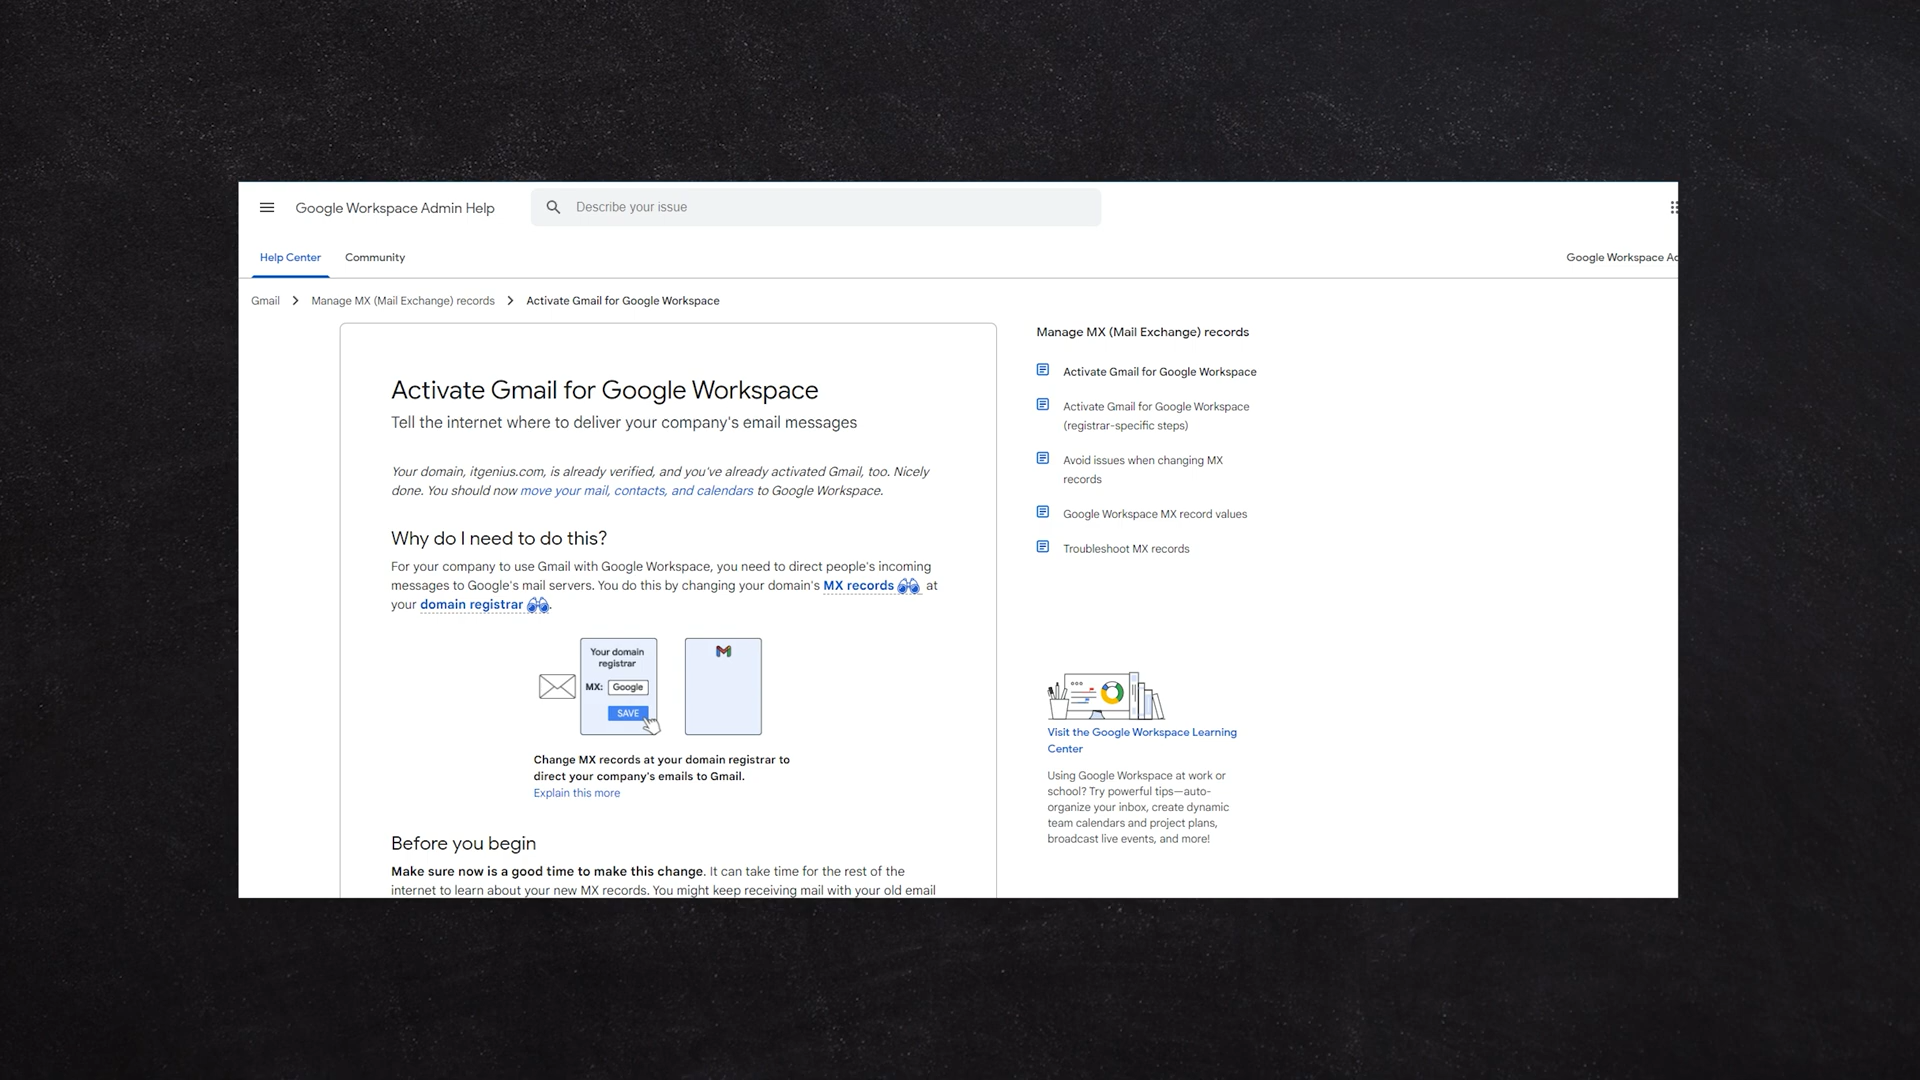 Google Workspace Admin Help
Describe your issue
Help Center
Community
Google Workspace Ad
Gmail
Manage MX (Mail Exchange) records
Activate Gmail for Google Workspace
Activate Gmail for Google Workspace
Tell the internet where to deliver your company's email messages
Your domain, itgenius.com, is already verified, and you've already activated Gmail, too. Nicely
done. You should now move your mail, contacts, and calendars to Google Workspace.
Why do I need to do this?
For your company to use Gmail with Google Workspace, you need to direct people's incoming
messages to Google's mail servers. You do this by changing your domain's MX records at
your domain registrar.
Your domain
registrar
MX: Google
SAVE
Change MX records at your domain registrar to
direct your company's emails to Gmail.
Explain this more
Before you begin
Make sure now is a good time to make this change. It can take time for the rest of the
internet to learn about your new MX records. You might keep receiving mail with your old email
Manage MX (Mail Exchange) records
Activate Gmail for Google Workspace
Activate Gmail for Google Workspace
(registrar-specific steps)
Avoid issues when changing MX
records
Google Workspace MX record values
Troubleshoot MX records
Visit the Google Workspace Learning
Center
Using Google Workspace at work or
school? Try powerful tips—auto-
organize your inbox, create dynamic
team calendars and project plans,
broadcast live events, and more!